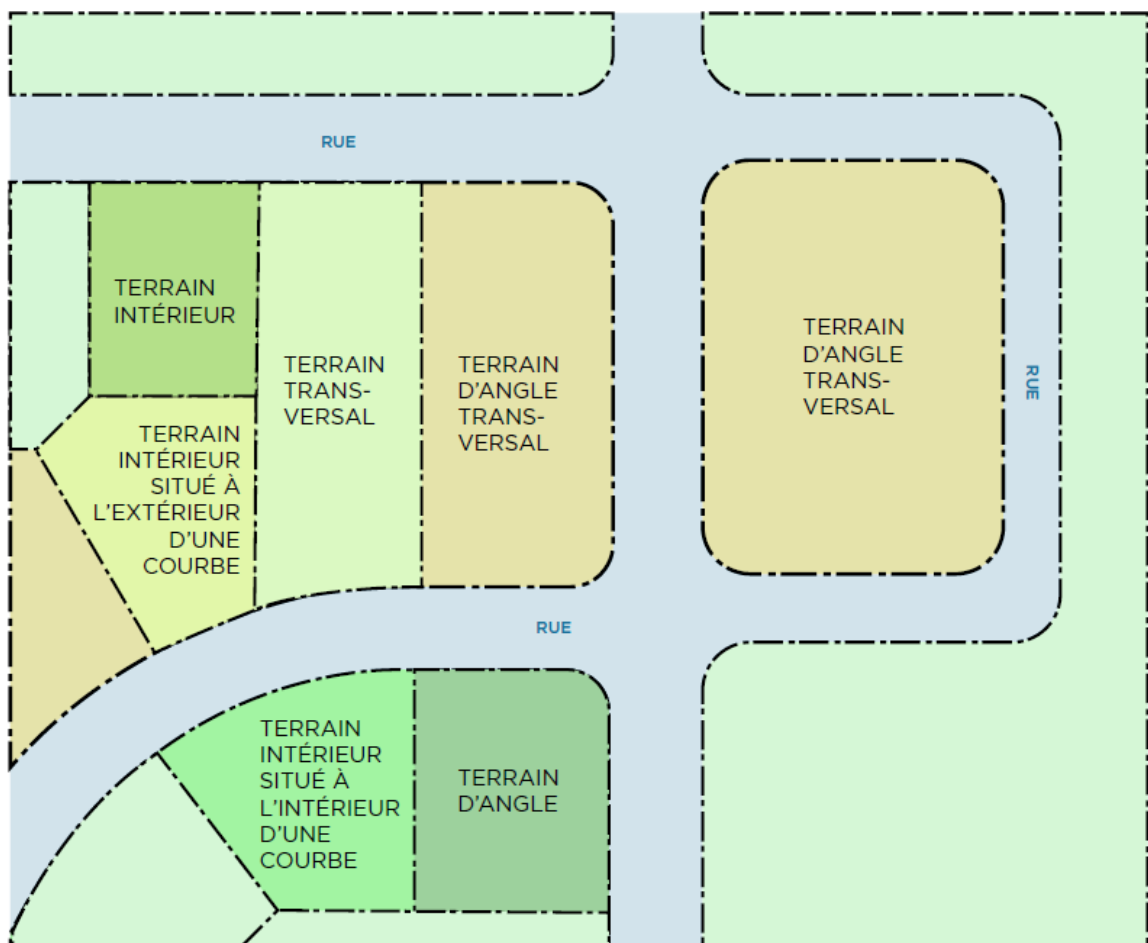 RUE
TERRAIN
INTÉRIEUR
TERRAIN
TRANS-
VERSAL
TERRAIN
D'ANGLE
TRANS-
VERSAL
TERRAIN
D'ANGLE
TRANS-
VERSAL
RUE
TERRAIN
INTÉRIEUR
SITUÉ À
L'EXTÉRIEUR
D'UNE
COURBE
RUE
TERRAIN
INTÉRIEUR
SITUÉ À
L'INTÉRIEUR
D'UNE
COURBE
TERRAIN
D'ANGLE